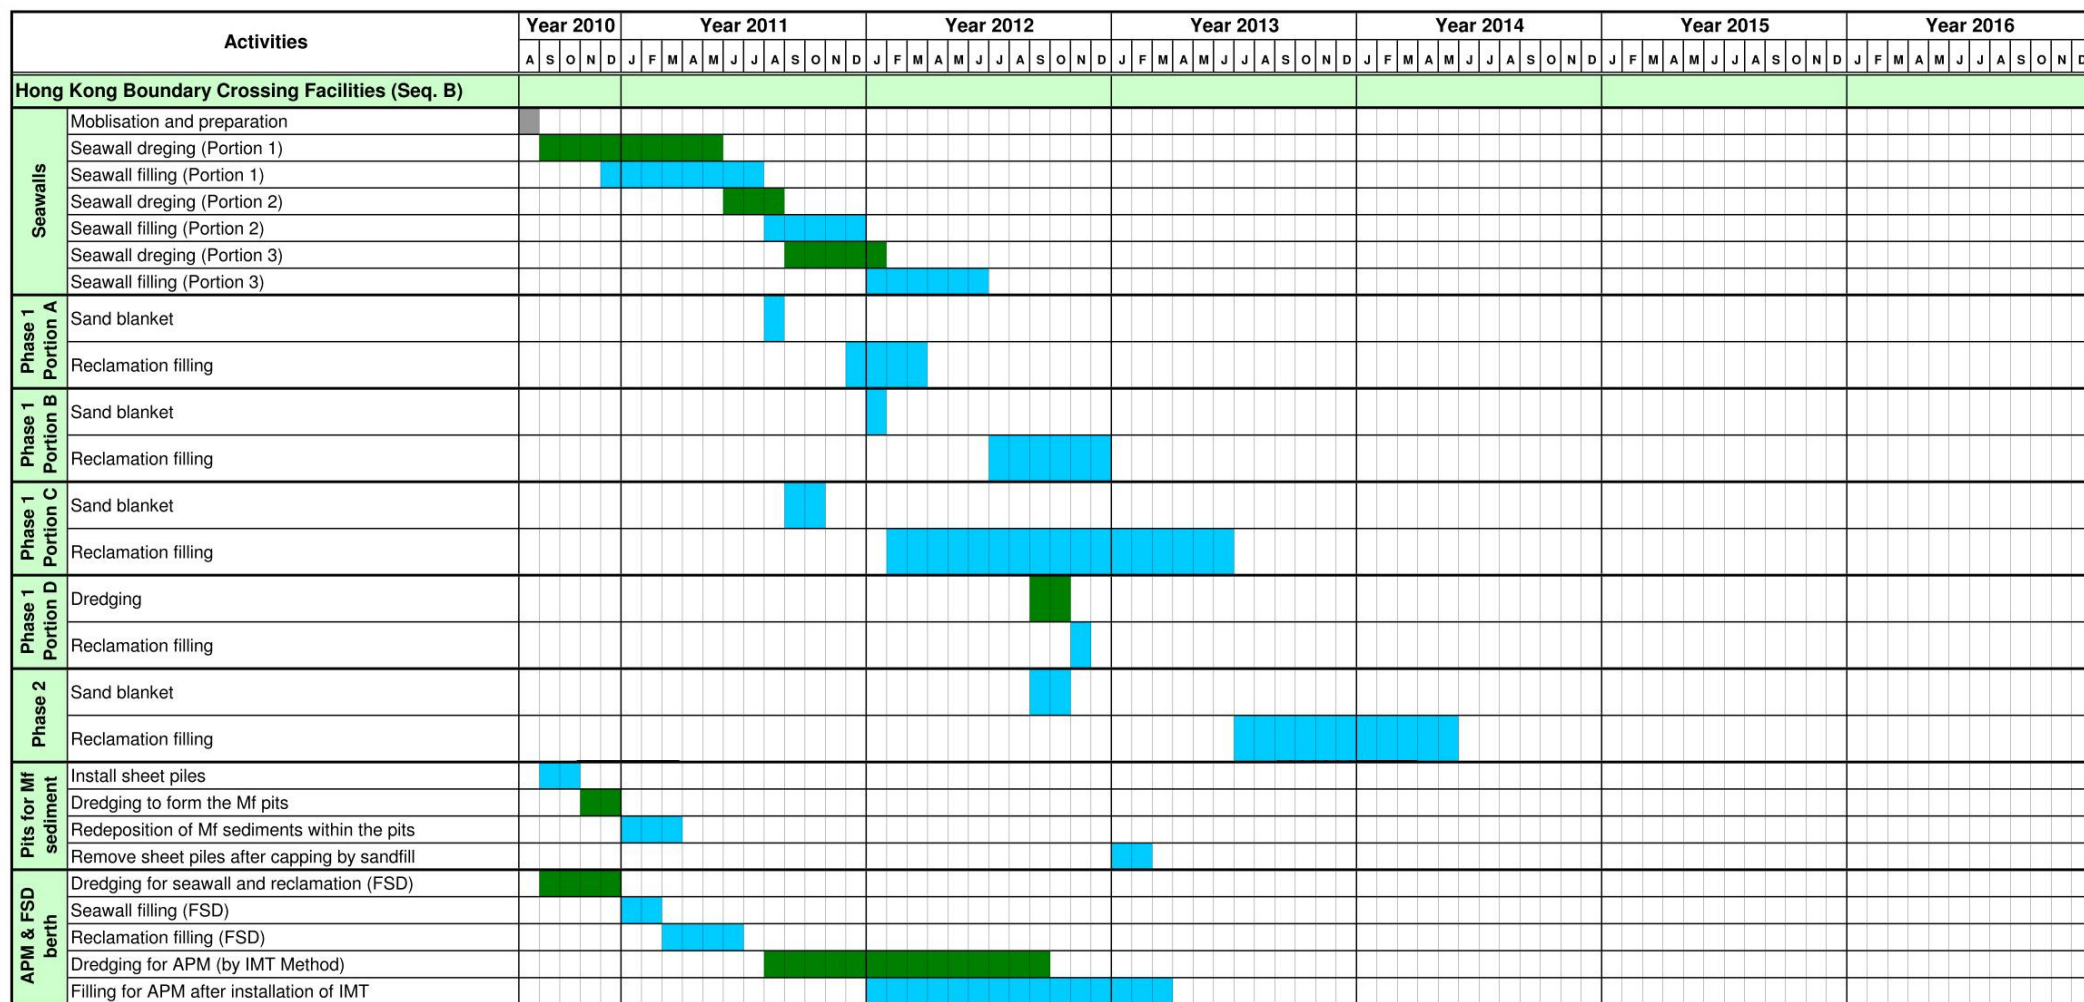 Activities Year 2010 Year 2011 Year 2012 Year 2013 Year 2014 Year 2015 Year 2016
A S O N D J F M A M J J A S O N D J F M A M J J A S O N D J F M A M J J A S O N D J F M A M J J A S O N D J F M A M J J A S O N D J F M A M J J A S O N D
Hong Kong Boundary Crossing Facilities (Seq. B)
Seawalls
Moblisation and preparation
Seawall dreging (Portion 1)
Seawall filling (Portion 1)
Seawall dreging (Portion 2)
Seawall filling (Portion 2)
Seawall dreging (Portion 3)
Seawall filling (Portion 3)
Phase 1
Portion A
Sand blanket
Reclamation filling
Phase 1
Portion B
Sand blanket
Reclamation filling
Phase 1
Portion C
Sand blanket
Reclamation filling
Phase 1
Portion D
Dredging
Reclamation filling
Phase 2
Sand blanket
Reclamation filling
Pits for Mf
sediment
Install sheet piles
Dredging to form the Mf pits
Redeposition of Mf sediments within the pits
Remove sheet piles after capping by sandfill
APM & FSD
berth
Dredging for seawall and reclamation (FSD)
Seawall filling (FSD)
Reclamation filling (FSD)
Dredging for APM (by IMT Method)
Filling for APM after installation of IMT